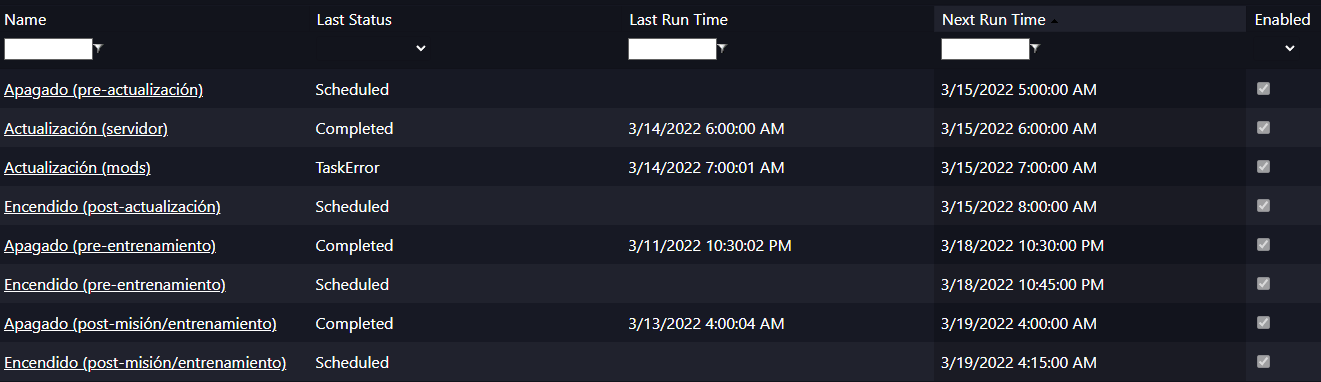 Name Last Status Last Run Time Next Run Time Enabled
Apagado (pre-actualización) Scheduled 3/15/2022 5:00:00 AM
Actualización (servidor) Completed 3/14/2022 6:00:00 AM 3/15/2022 6:00:00 AM
Actualización (mods) TaskError 3/14/2022 7:00:01 AM 3/15/2022 7:00:00 AM
Encendido (post-actualización) Scheduled 3/15/2022 8:00:00 AM
Apagado (pre-entrenamiento) Completed 3/11/2022 10:30:02 PM 3/18/2022 10:30:00 PM
Encendido (pre-entrenamiento) Scheduled 3/18/2022 10:45:00 PM
Apagado (post-misión/entrenamiento) Completed 3/13/2022 4:00:04 AM 3/19/2022 4:00:00 AM
Encendido (post-misión/entrenamiento) Scheduled 3/19/2022 4:15:00 AM